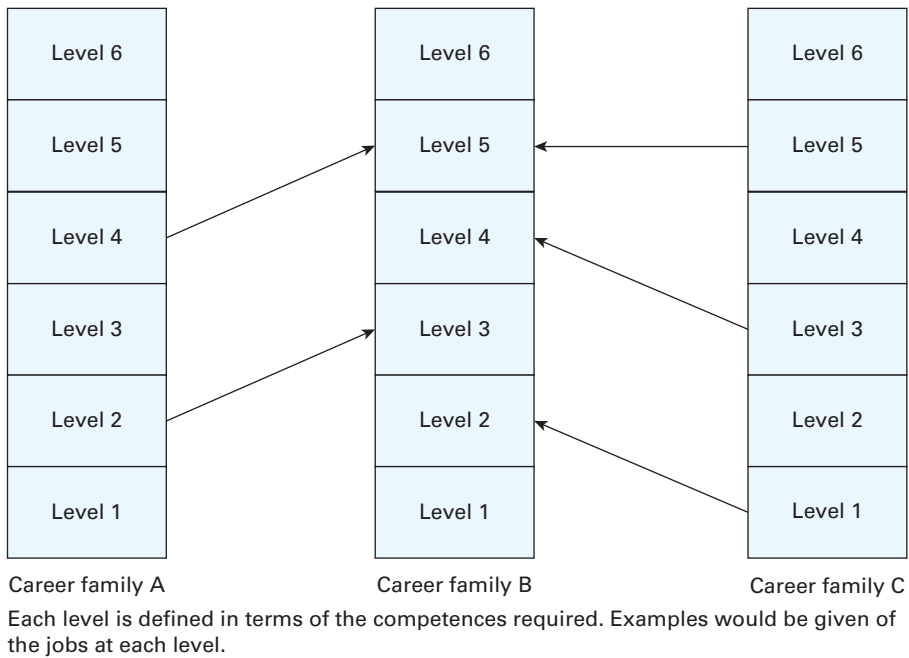 Level 6
Level 5
Level 4
Level 3
Level 2
Level 1
Career family A
Level 6
Level 5
Level 4
Level 3
Level 2
Level 1
Career family B
Level 6
Level 5
Level 4
Level 3
Level 2
Level 1
Career family C
Each level is defined in terms of the competences required. Examples would be given of
the jobs at each level.